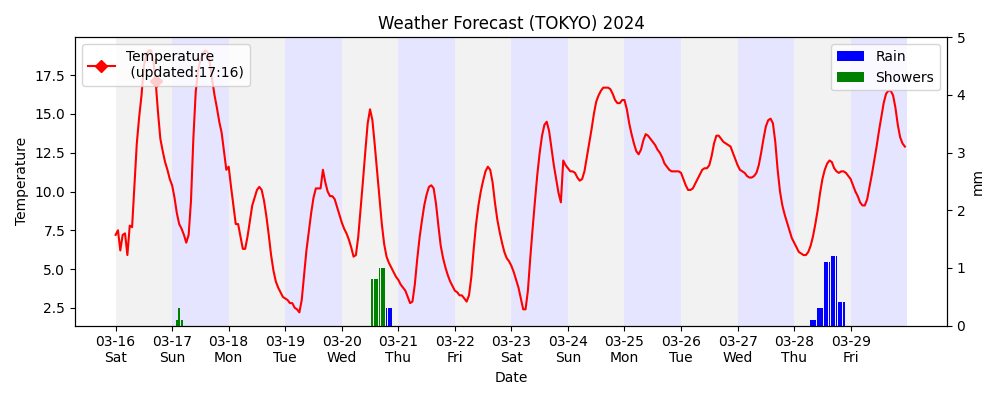 Weather Forecast (TOKYO) 2024
Temperature
(updated:17:16)
Rain
Showers
Temperature
17.5
15.0
12.5
10.0
7.5
5.0
2.5
5
4
3
2
1
0
mm
03-16 03-17 03-18 03-19 03-20 03-21 03-22 03-23 03-24 03-25 03-26 03-27 03-28 03-29
Sat Sun Mon Tue Wed Thu Fri Sat Sun Mon Tue Wed Thu Fri
Date